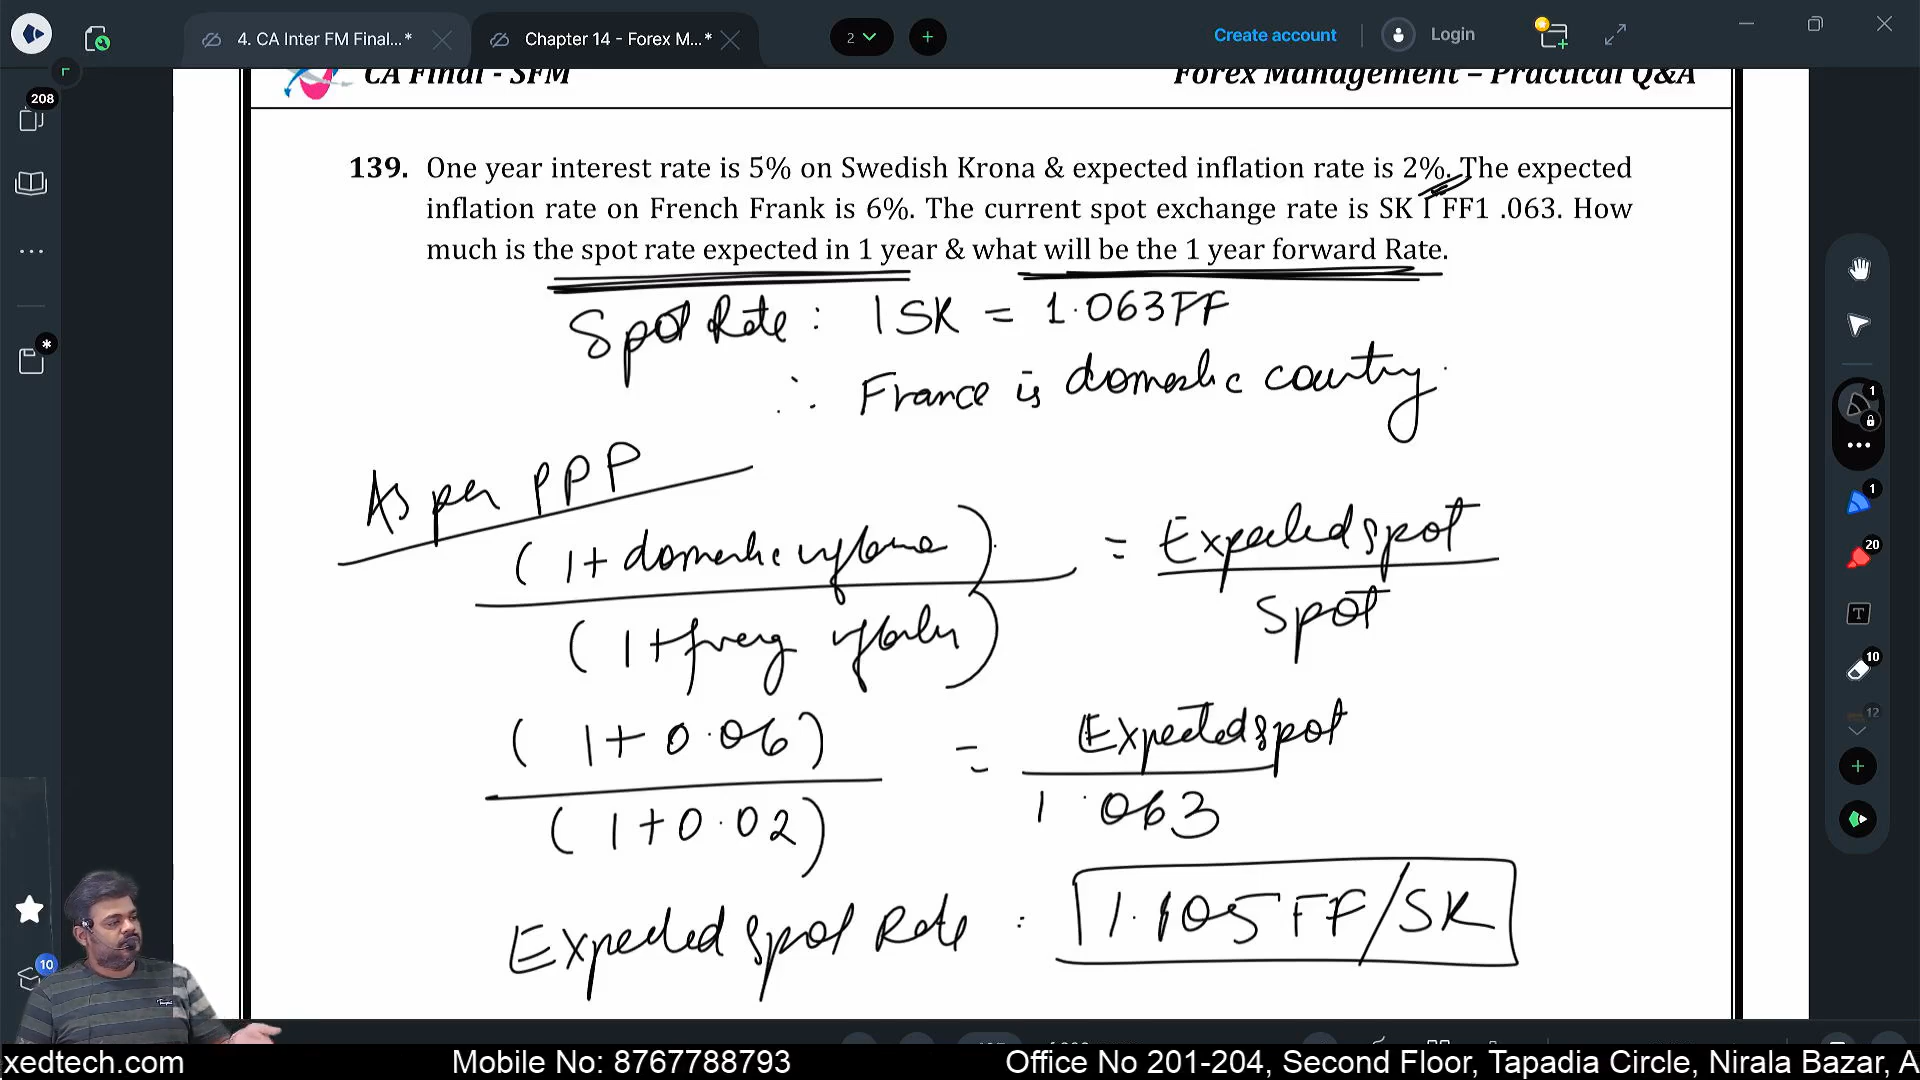 4. CA Inter FM Final...*
Chapter 14 - Forex M...*
2
Create account
Login
208
CA Final - SFM
Forex Management – Practical Q&A
139. One year interest rate is 5% on Swedish Krona & expected inflation rate is 2%. The expected
inflation rate on French Frank is 6%. The current spot exchange rate is SK 1 FF1 .063. How
much is the spot rate expected in 1 year & what will be the 1 year forward Rate.
Spot Rate : 1 SK = 1.063 FF
∴ France is domestic country.
As per PPP
(1 + domestic inflation) = Expected spot
(1 + foreign inflation) Spot
(1 + 0.06) = Expected spot
(1 + 0.02) 1.063
Expected spot Rate : 1.105 FF/SK
1
1
20
T
10
12
10
xedtech.com Mobile No: 8767788793 Office No 201-204, Second Floor, Tapadia Circle, Nirala Bazar, A